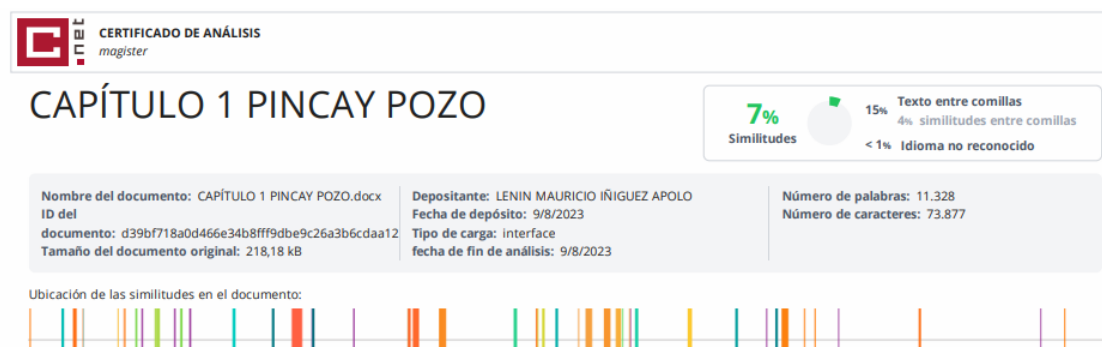 .net
CERTIFICADO DE ANÁLISIS
magister
CAPÍTULO 1 PINCAY POZO
7%
Similitudes
15% Texto entre comillas
4% similitudes entre comillas
< 1% Idioma no reconocido
Nombre del documento: CAPÍTULO 1 PINCAY POZO.docx
ID del
documento: d39bf718a0d466e34b8fff9dbe9c26a3b6cdaa12
Tamaño del documento original: 218,18 kB
Depositante: LENIN MAURICIO IÑIGUEZ APOLO
Fecha de depósito: 9/8/2023
Tipo de carga: interface
fecha de fin de análisis: 9/8/2023
Número de palabras: 11.328
Número de caracteres: 73.877
Ubicación de las similitudes en el documento: